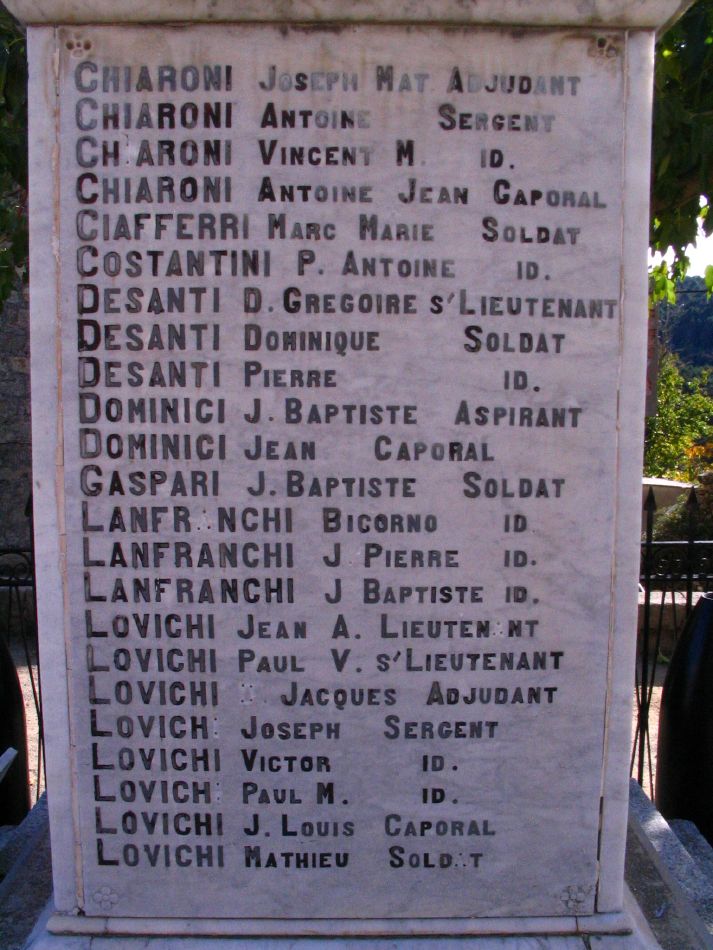 CHIARONI JOSEPH MAT ADJUDANT
CHIARONI ANTOINE SERGENT
CHIARONI VINCENT M. ID.
CHIARONI ANTOINE JEAN CAPORAL
CIAFFERRI MARC MARIE SOLDAT
COSTANTINI P. ANTOINE ID.
DESANTI D. GREGOIRE S'LIEUTENANT
DESANTI DOMINIQUE SOLDAT
DESANTI PIERRE ID.
DOMINICI J. BAPTISTE ASPIRANT
DOMINICI JEAN CAPORAL
GASPARI J. BAPTISTE SOLDAT
LANFRANCHI BICORNO ID
LANFRANCHI J. PIERRE ID.
LANFRANCHI J BAPTISTE ID.
LOVICHI JEAN A. LIEUTENANT
LOVICHI PAUL V. S'LIEUTENANT
LOVICHI JACQUES ADJUDANT
LOVICHI JOSEPH SERGENT
LOVICHI VICTOR ID.
LOVICHI PAUL M. ID.
LOVICHI J. LOUIS CAPORAL
LOVICHI MATHIEU SOLDAT